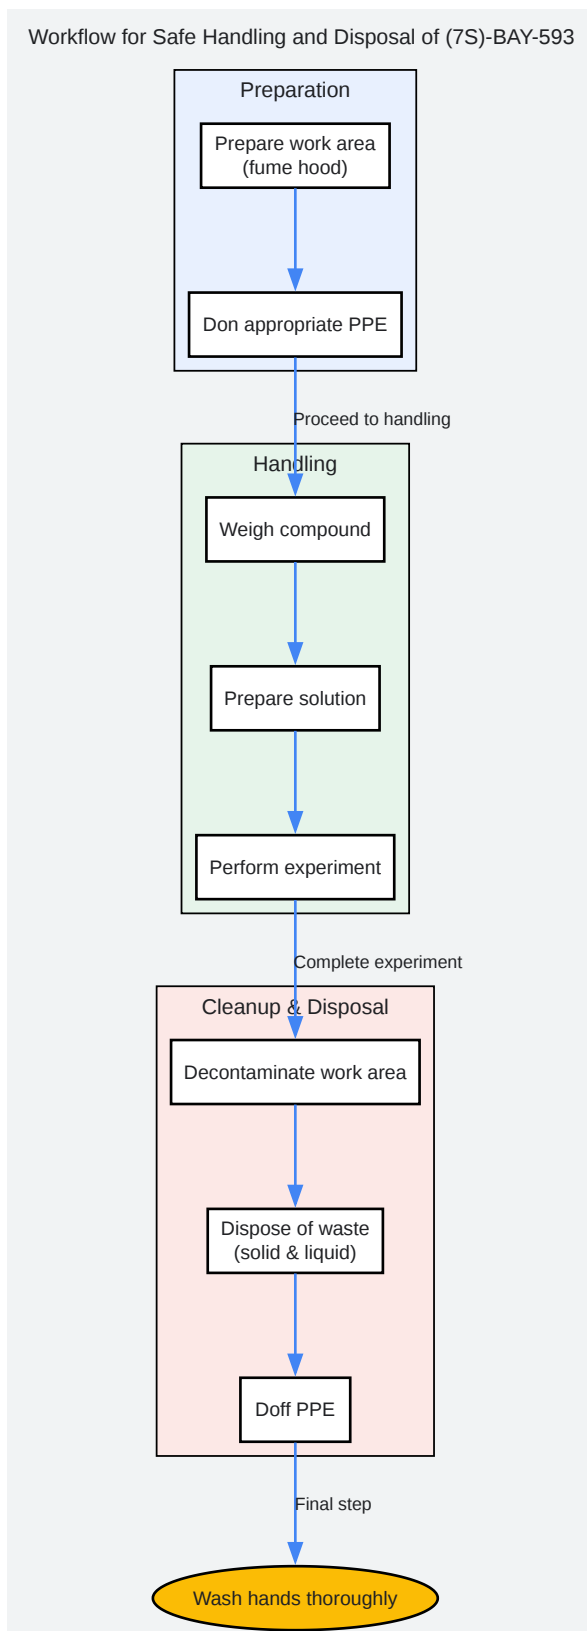 Workflow for Safe Handling and Disposal of (7S)-BAY-593
Preparation
Prepare work area
(fume hood)
Don appropriate PPE
Proceed to handling
Handling
Weigh compound
Prepare solution
Perform experiment
Complete experiment
Cleanup & Disposal
Decontaminate work area
Dispose of waste
(solid & liquid)
Doff PPE
Final step
Wash hands thoroughly